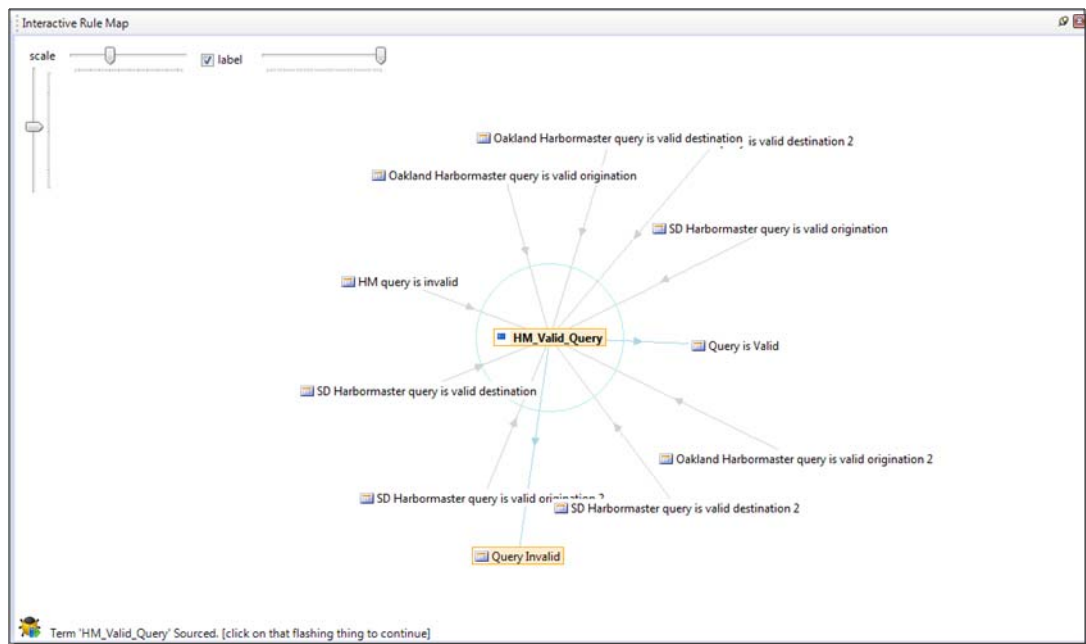 Interactive Rule Map
scale
label
Oakland Harbormaster query is valid destination
is valid destination 2
Oakland Harbormaster query is valid origination
SD Harbormaster query is valid origination
HM query is invalid
HM_Valid_Query
Query is Valid
SD Harbormaster query is valid destination
Oakland Harbormaster query is valid origination 2
SD Harbormaster query is valid origination 2
SD Harbormaster query is valid destination 2
Query Invalid
Term 'HM_Valid_Query' Sourced. [click on that flashing thing to continue]